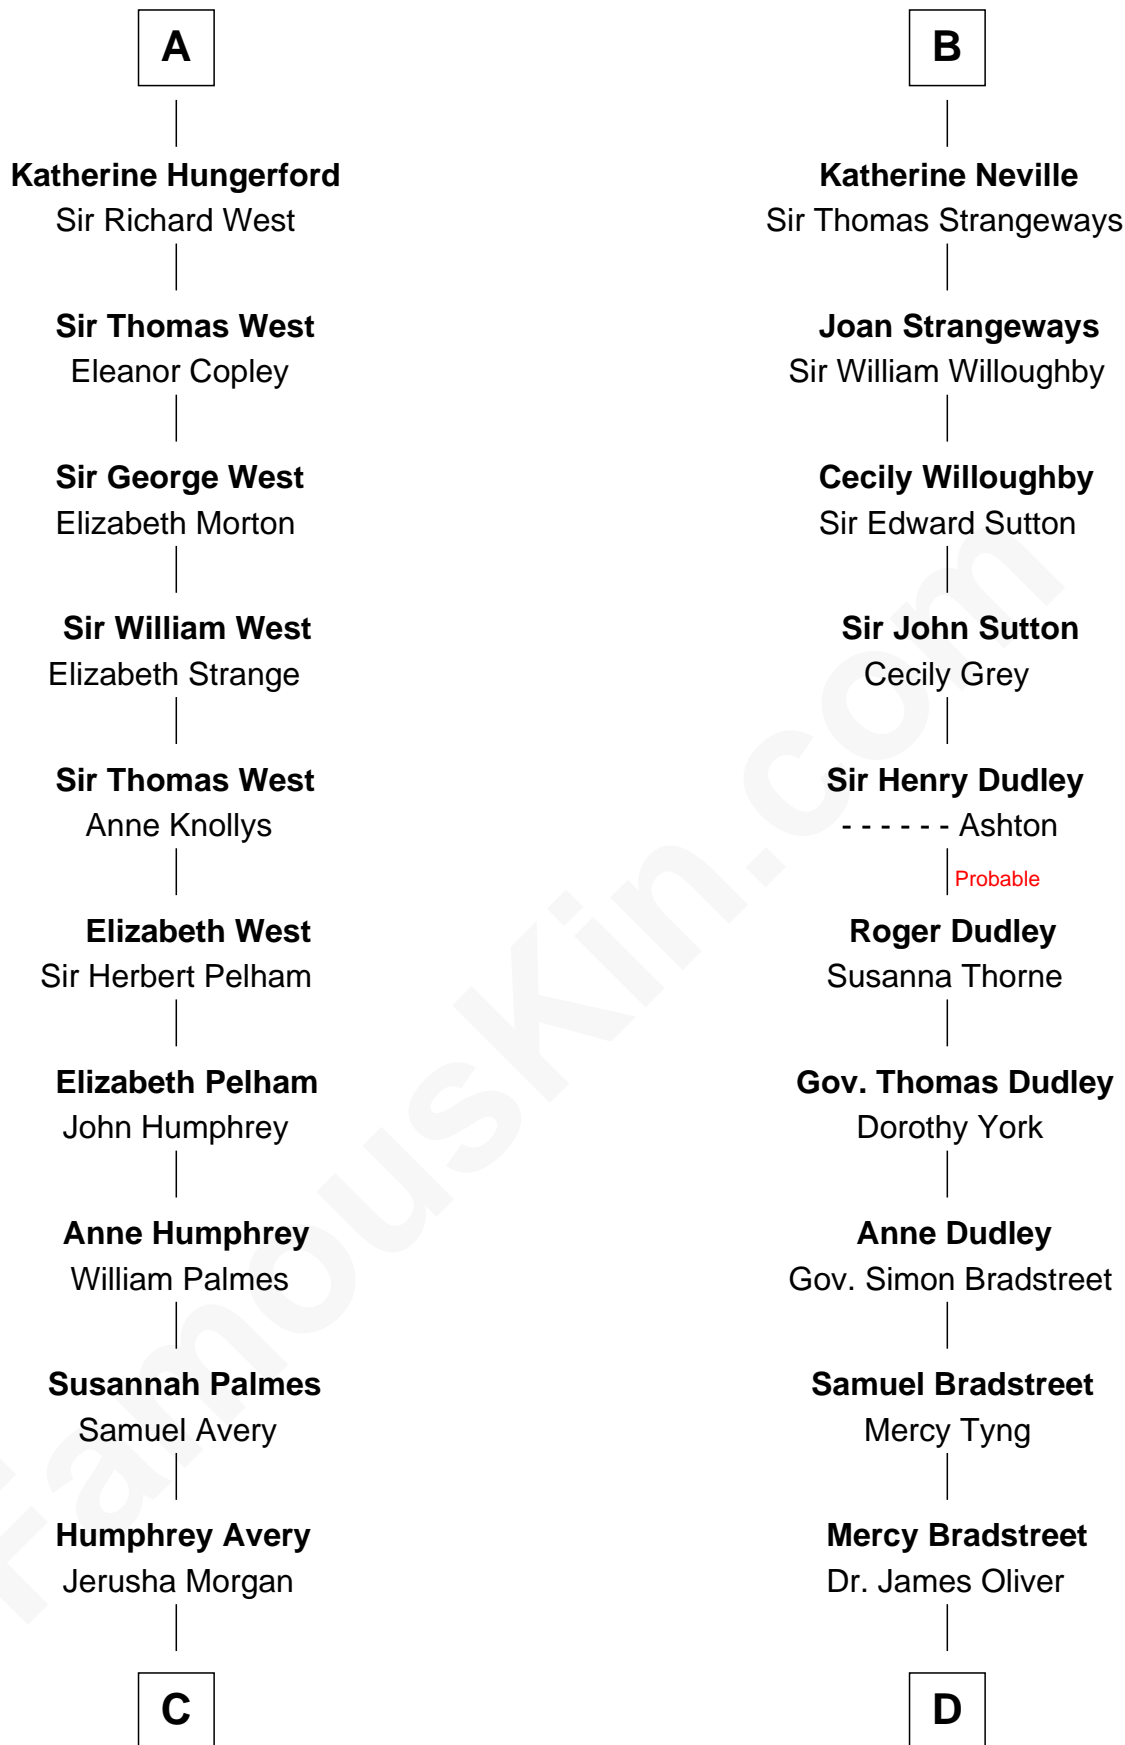 A
Katherine Hungerford
Sir Richard West
Sir Thomas West
Eleanor Copley
Sir George West
Elizabeth Morton
Sir William West
Elizabeth Strange
Sir Thomas West
Anne Knollys
Elizabeth West
Sir Herbert Pelham
Elizabeth Pelham
John Humphrey
Anne Humphrey
William Palmes
Susannah Palmes
Samuel Avery
Humphrey Avery
Jerusha Morgan
C
B
Katherine Neville
Sir Thomas Strangeways
Joan Strangeways
Sir William Willoughby
Cecily Willoughby
Sir Edward Sutton
Sir John Sutton
Cecily Grey
Sir Henry Dudley
- - - - - - Ashton
Probable
Roger Dudley
Susanna Thorne
Gov. Thomas Dudley
Dorothy York
Anne Dudley
Gov. Simon Bradstreet
Samuel Bradstreet
Mercy Tyng
Mercy Bradstreet
Dr. James Oliver
D
FamousKin.com